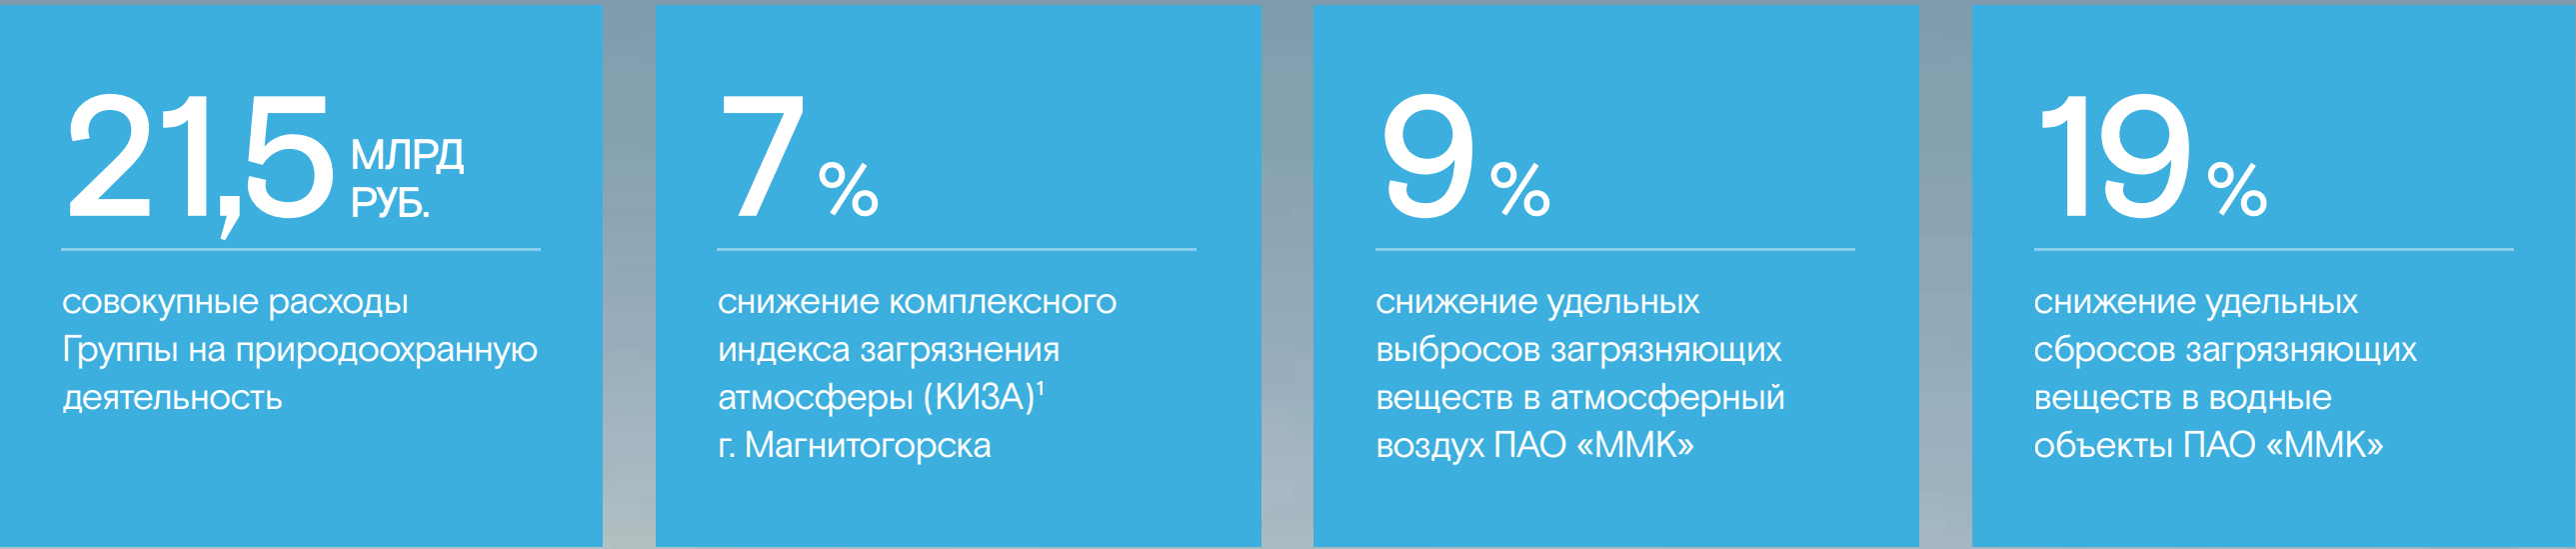 21,5 МЛРД РУБ.
совокупные расходы
Группы на природоохранную
деятельность
7 %
снижение комплексного
индекса загрязнения
атмосферы (КИЗА)¹
г. Магнитогорска
9 %
снижение удельных
выбросов загрязняющих
веществ в атмосферный
воздух ПАО «ММК»
19 %
снижение удельных
сбросов загрязняющих
веществ в водные
объекты ПАО «ММК»